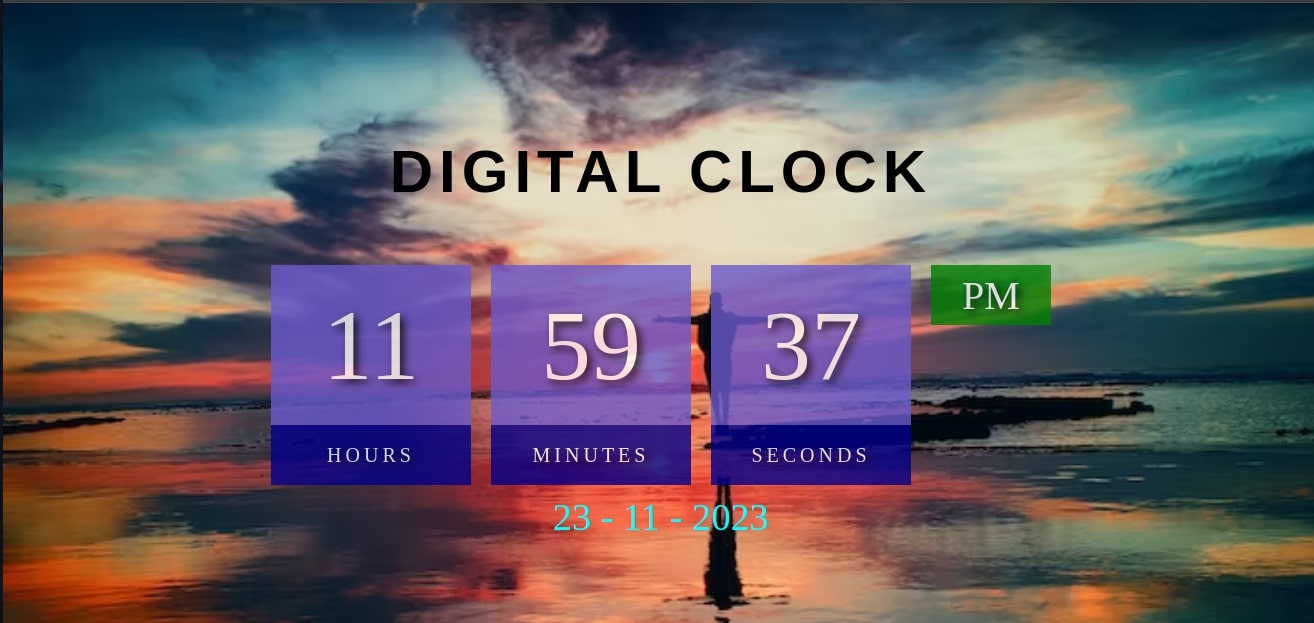 DIGITAL CLOCK
11 59 37 PM
HOURS MINUTES SECONDS
23 - 11 - 2023